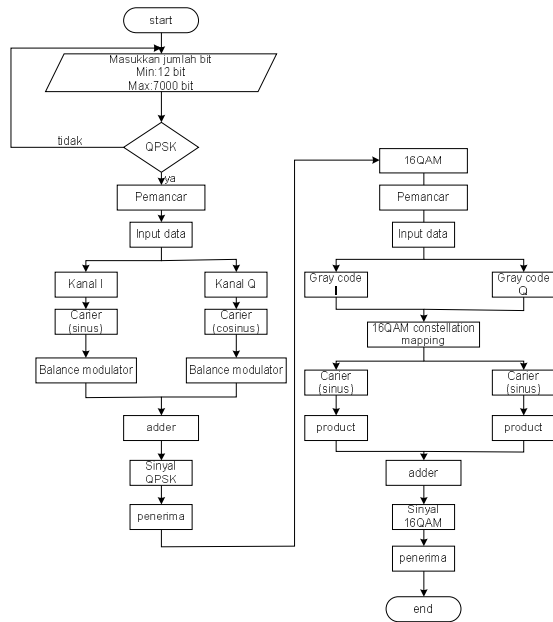 start
Masukkan jumlah bit
Min:12 bit
Max:7000 bit
QPSK
tidak
ya
Pemancar
Input data
Kanal I
Kanal Q
Carier
(sinus)
Carier
(cosinus)
Balance modulator
Balance modulator
adder
Sinyal
QPSK
penerima
16QAM
Pemancar
Input data
Gray code
I
Gray code
Q
16QAM constellation
mapping
Carier
(sinus)
Carier
(sinus)
product
product
adder
Sinyal
16QAM
penerima
end